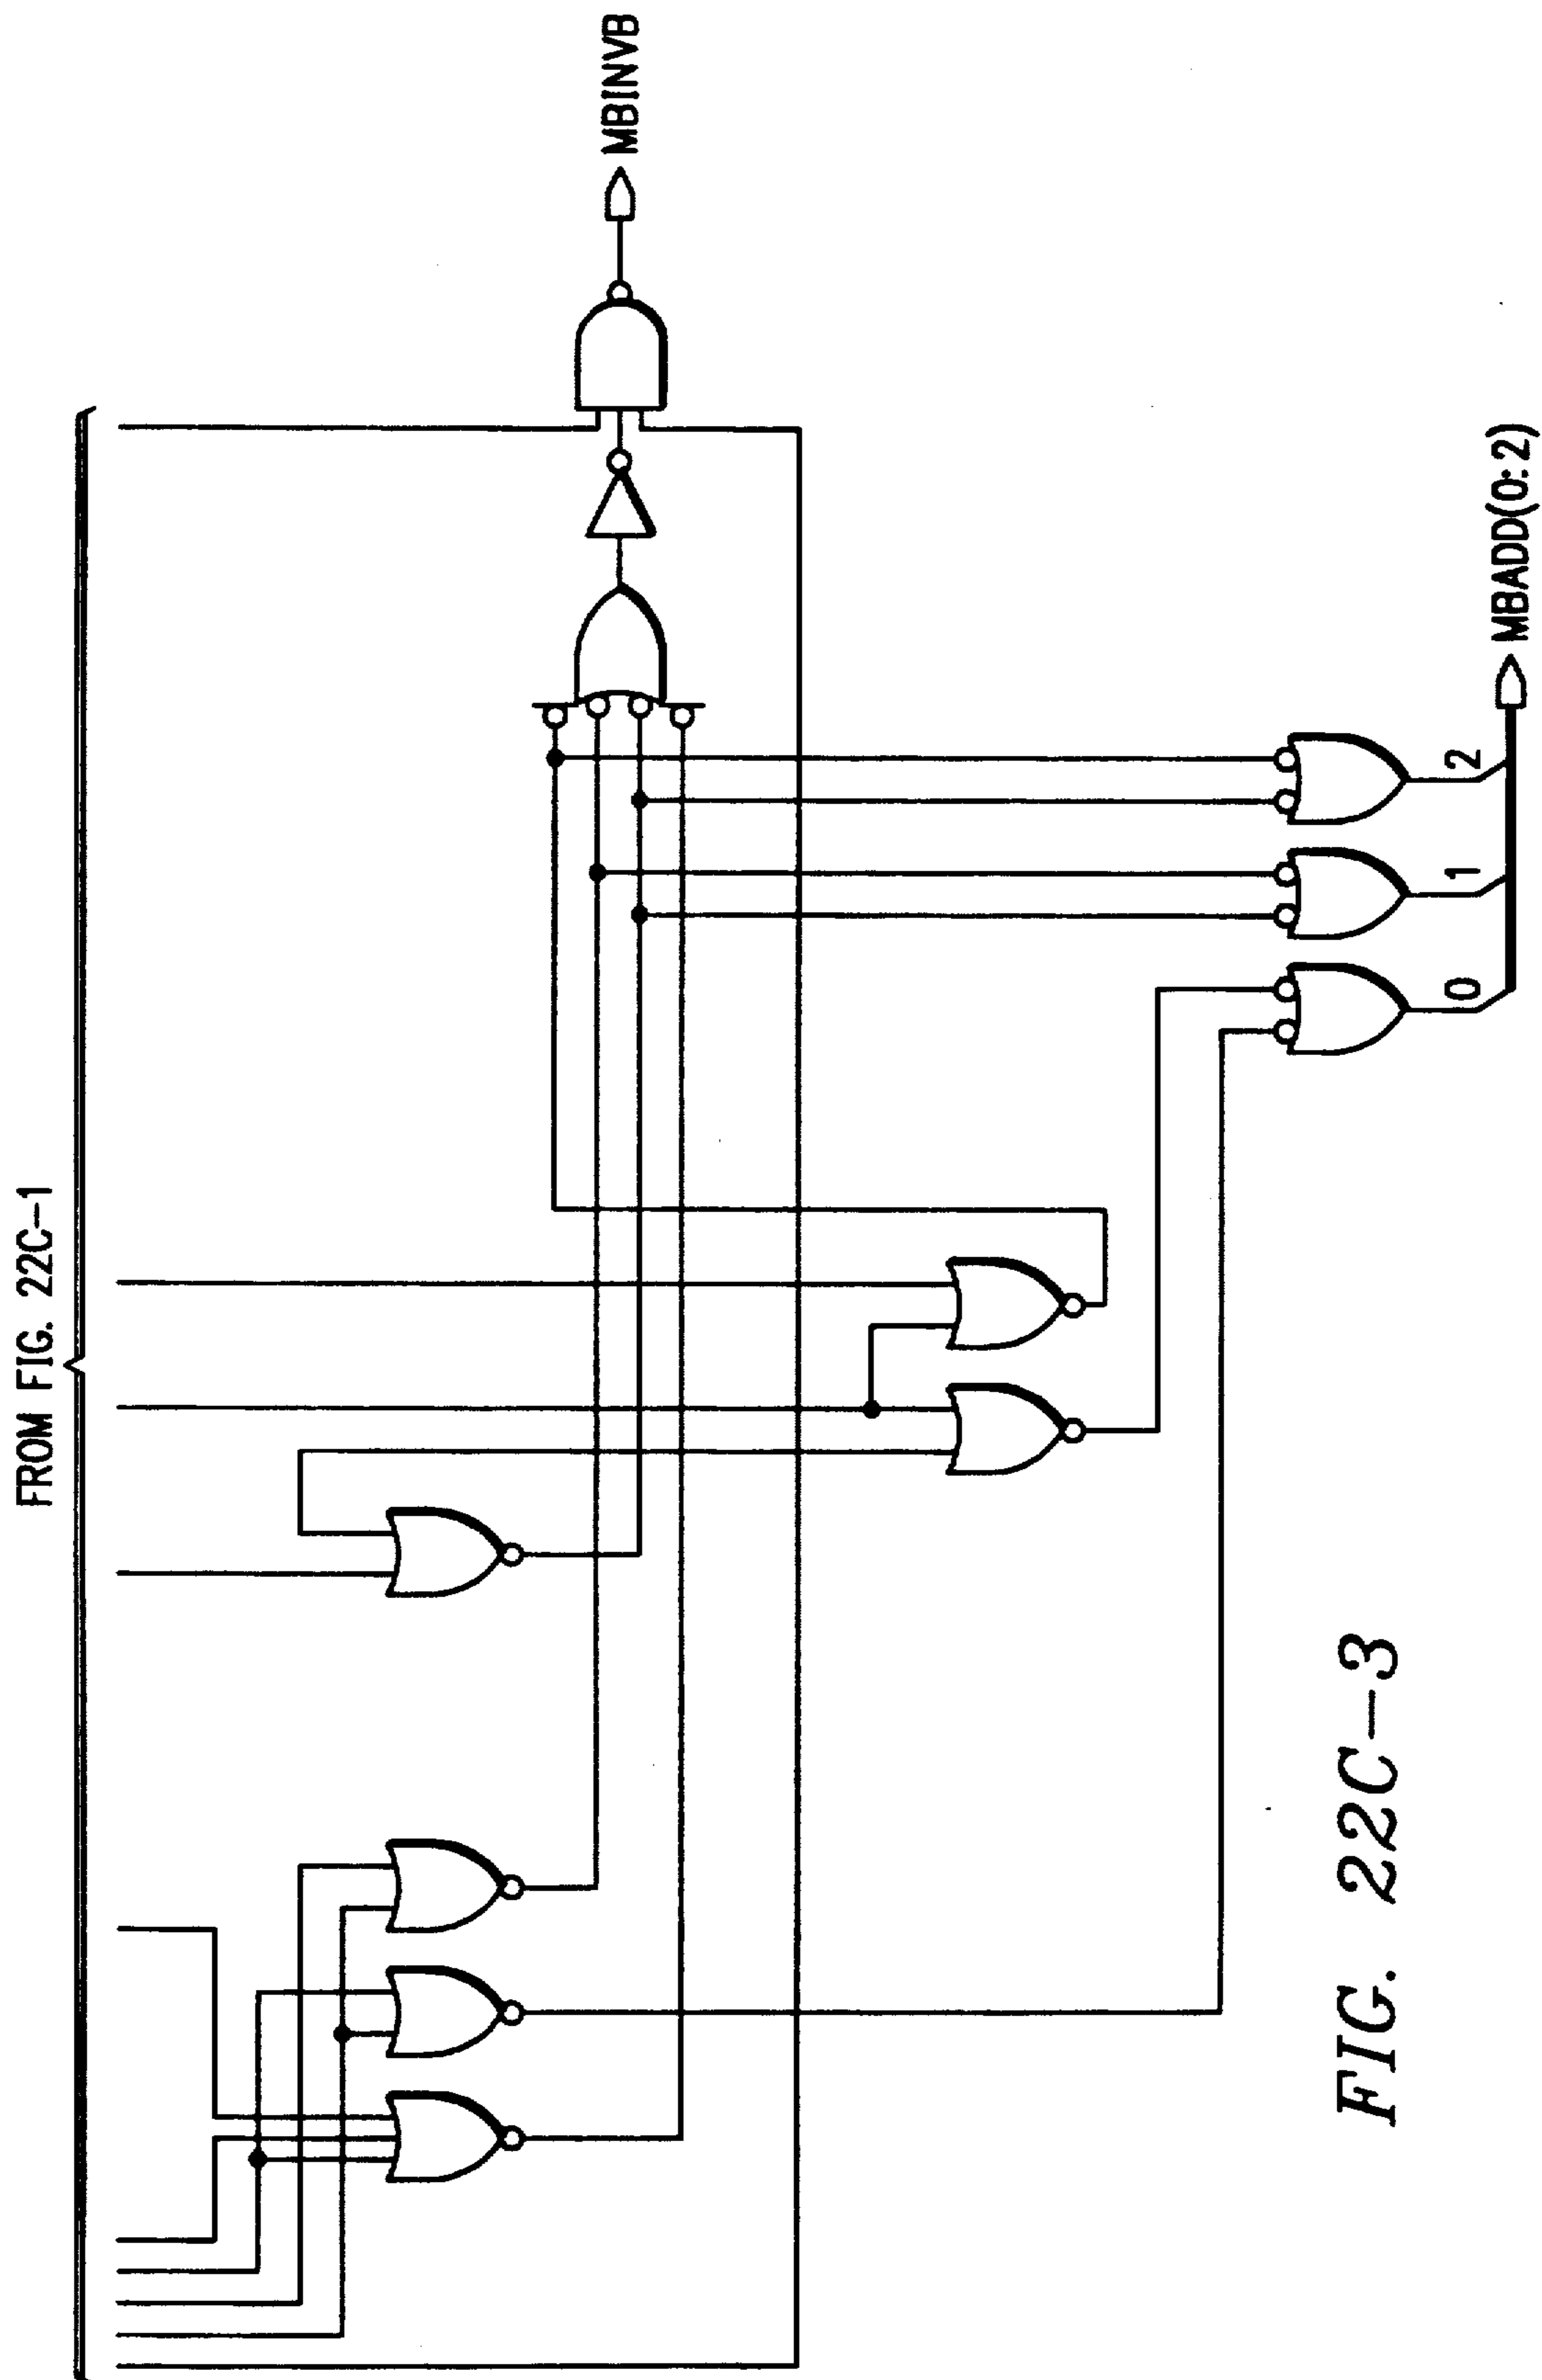 FROM FIG. 22C-1
MBINVB
2
1
0
MBADD(0:2)
FIG. 22C-3